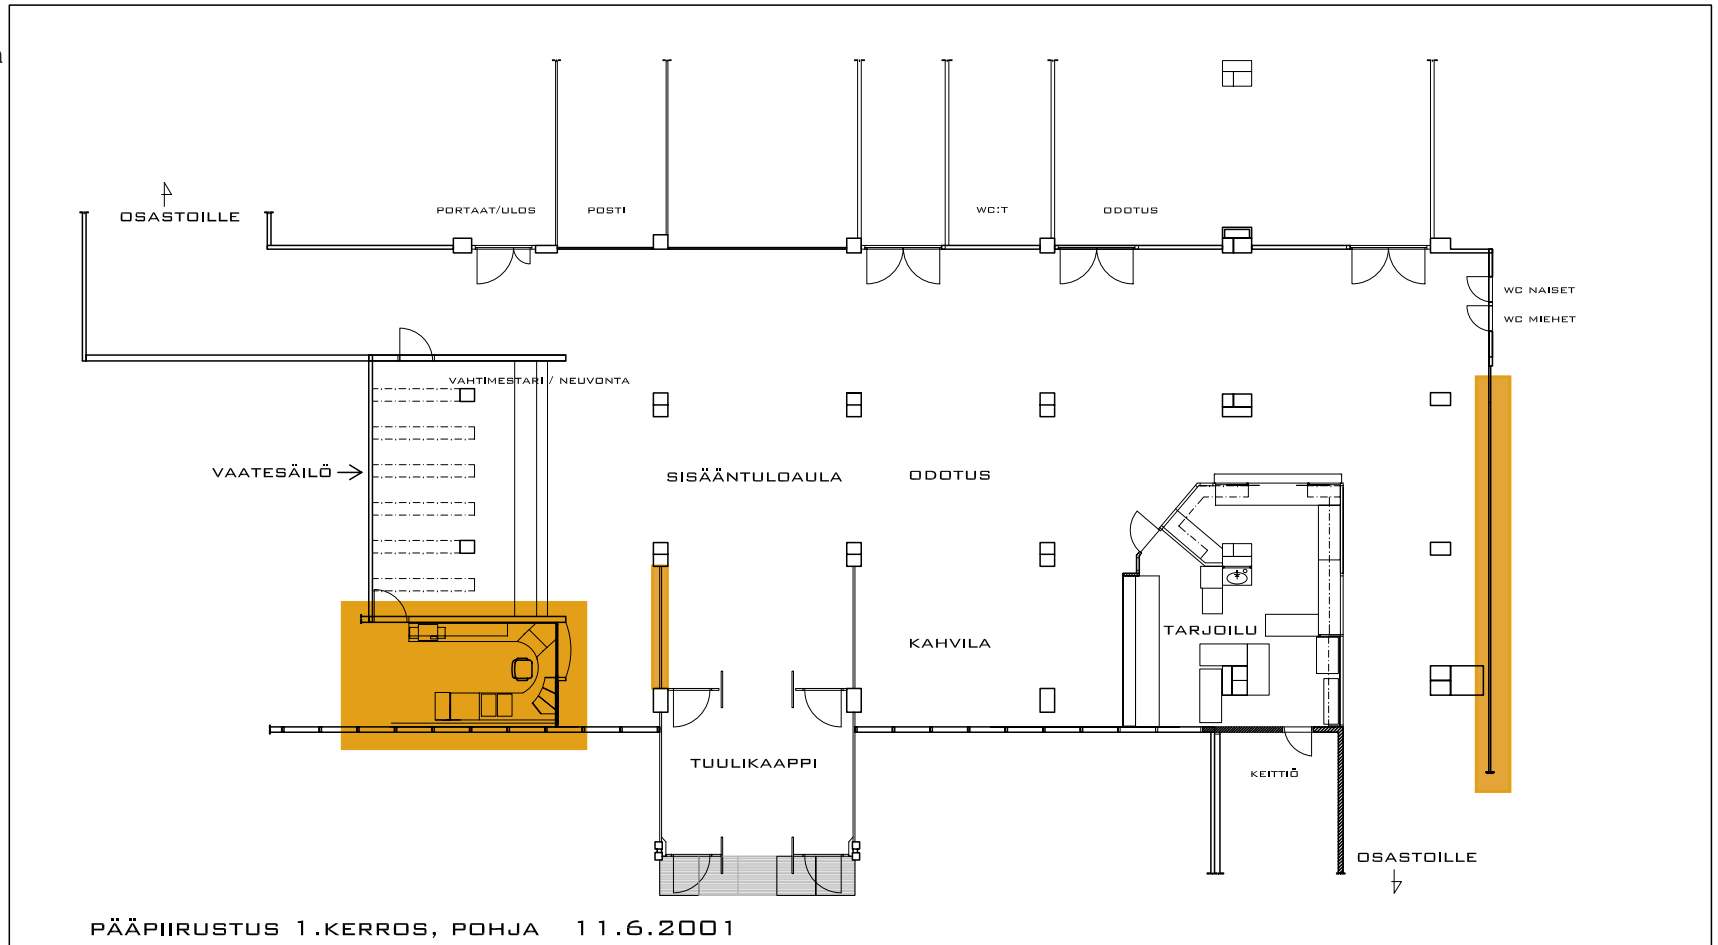 OSASTOILLE
PORTAAT/ULOS
POSTI
WC:T
ODOTUS
WC NAISET
WC MIEHET
VAHTIMESTARI / NEUVONTA
VAATESÄILÖ
SISÄÄNTULOAULA
ODOTUS
TARJOILU
KAHVILA
TUULIKAAPPI
KEITTIÖ
OSASTOILLE
PÄÄPIIRUSTUS 1.KERROS, POHJA 11.6.2001